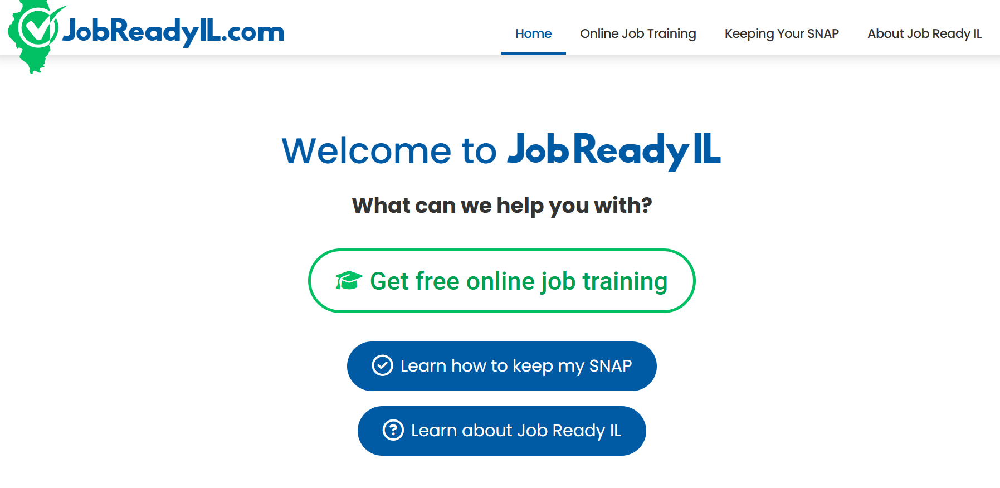 JobReadyIL.com
Home
Online Job Training
Keeping Your SNAP
About Job Ready IL
Welcome to JobReadyIL
What can we help you with?
Get free online job training
Learn how to keep my SNAP
Learn about Job Ready IL